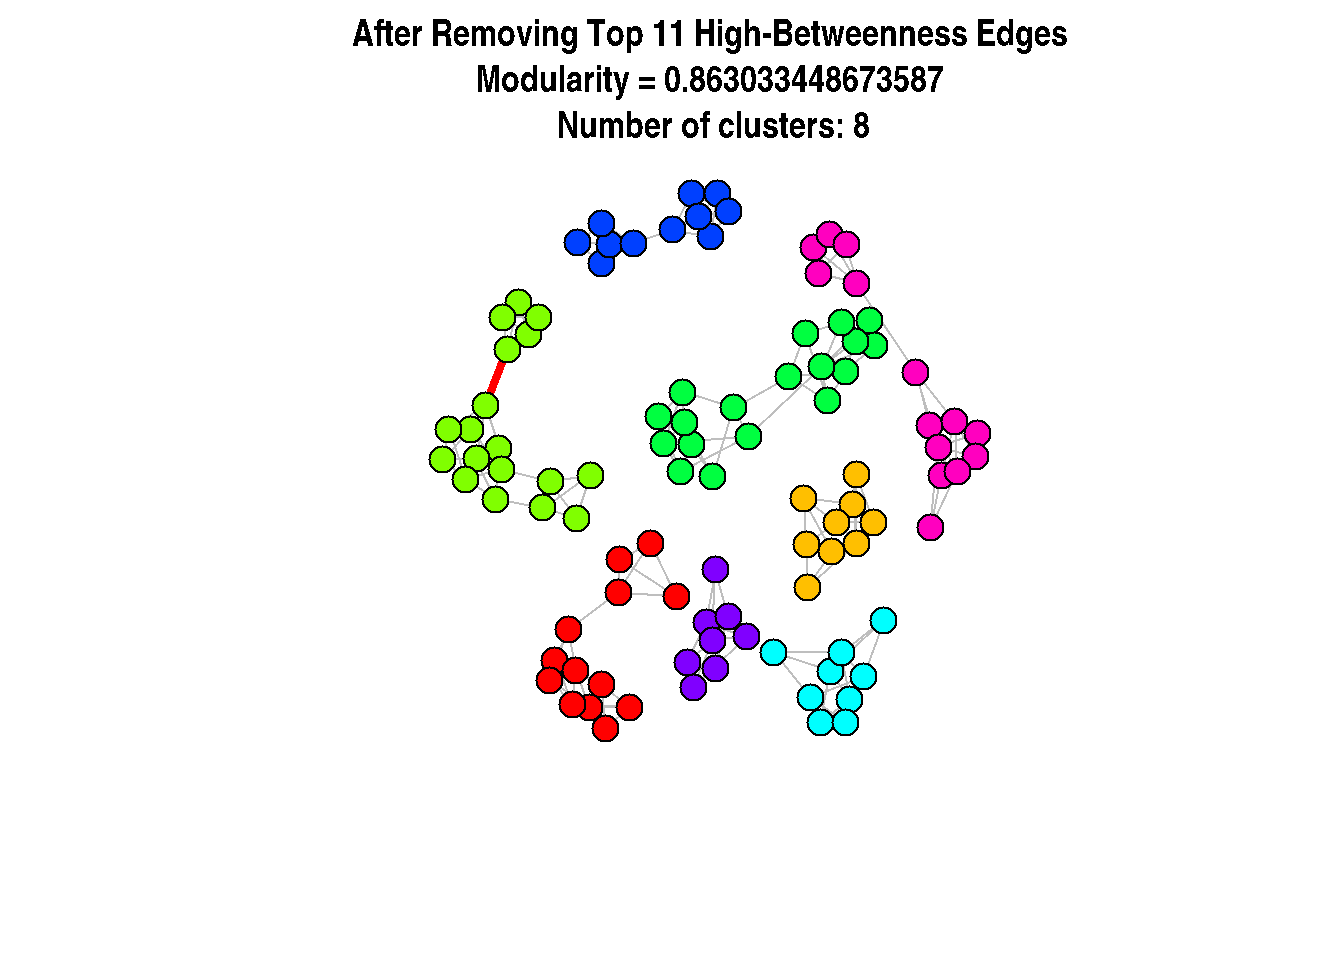 After Removing Top 11 High-Betweenness Edges
Modularity = 0.863033448673587
Number of clusters: 8